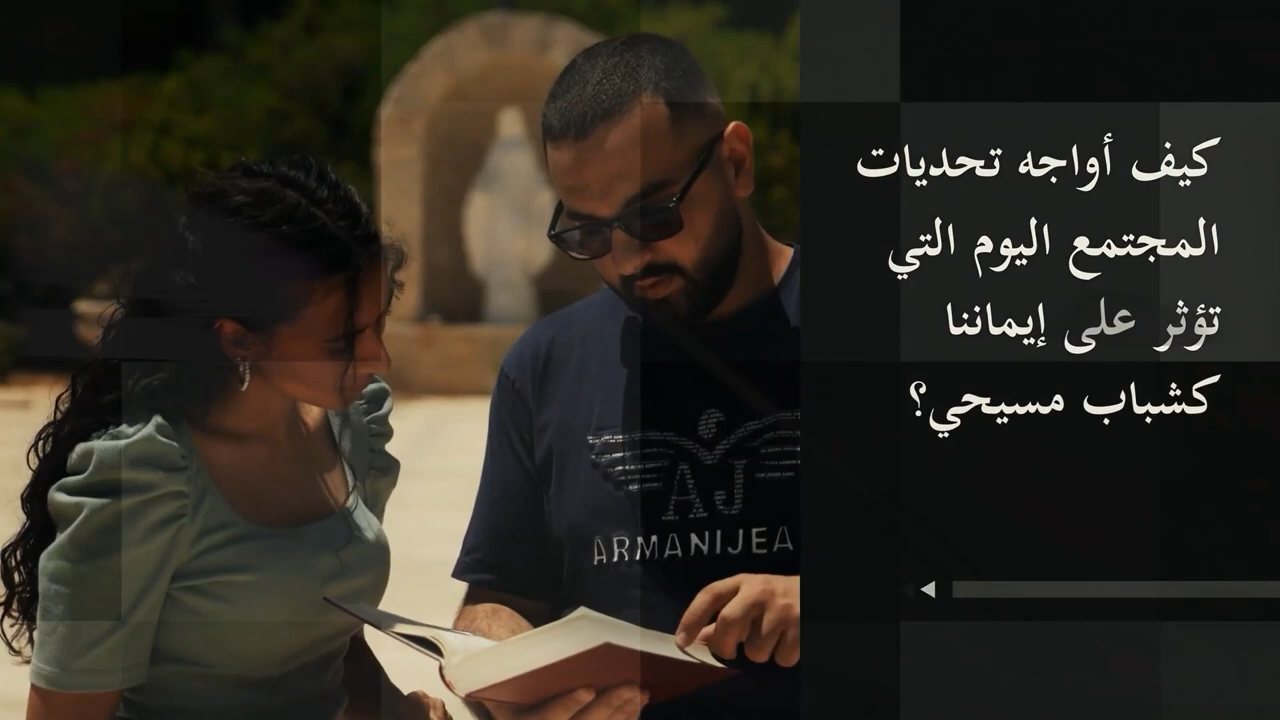 كيف أواجه تحديات
المجتمع اليوم التي
تؤثر على إيماننا
كشباب مسيحي؟
AJ
ARMANIJEA